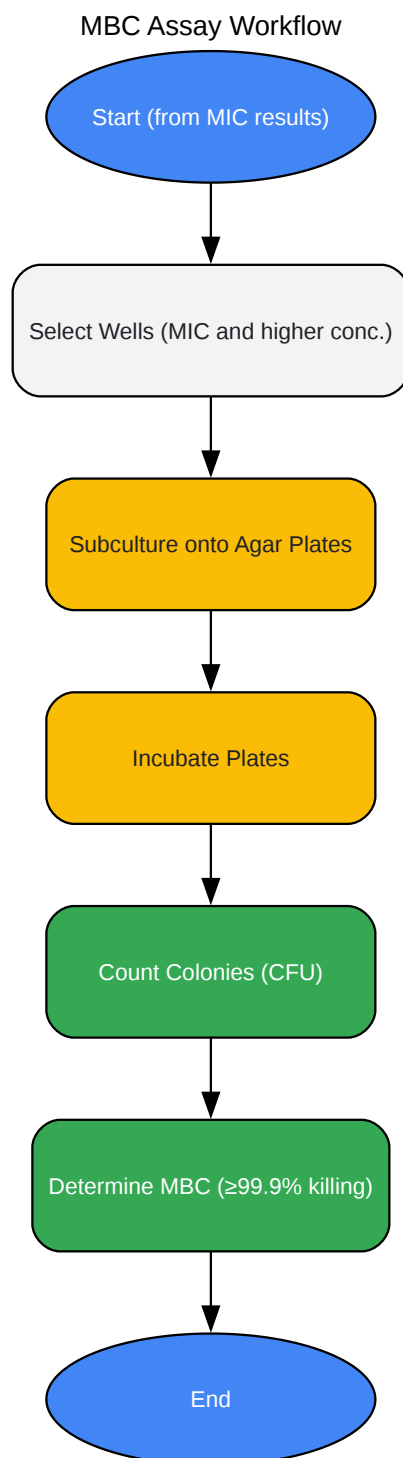 MBC Assay Workflow
Start (from MIC results)
Select Wells (MIC and higher conc.)
Subculture onto Agar Plates
Incubate Plates
Count Colonies (CFU)
Determine MBC (≥99.9% killing)
End